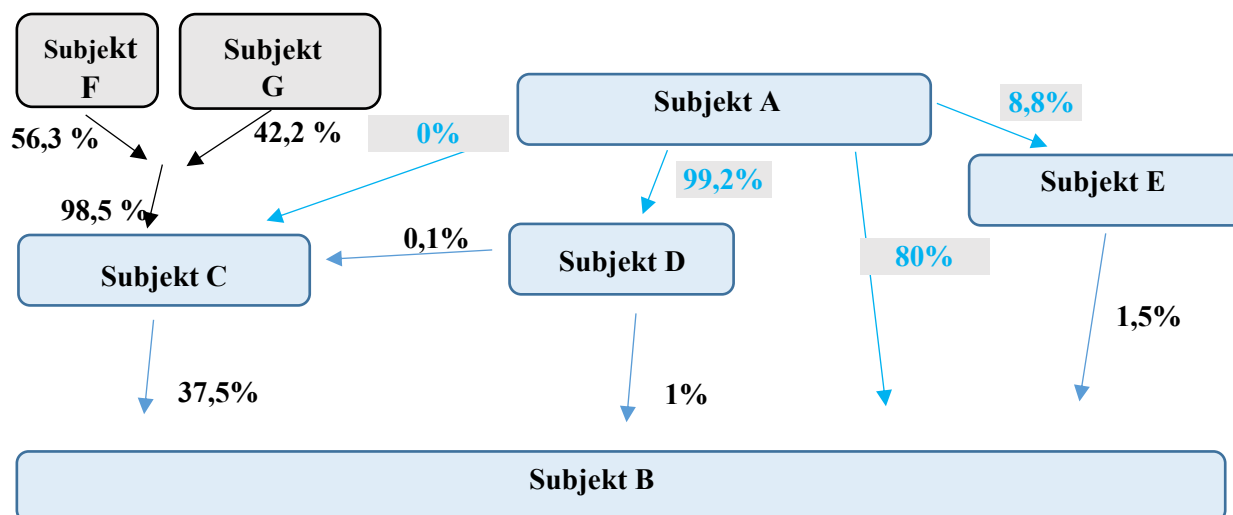 Subjekt
F
Subjekt
G
Subjekt A
8,8%
56,3 %
42,2 %
0%
99,2%
Subjekt E
98,5 %
0,1%
Subjekt C
Subjekt D
80%
1,5%
37,5%
1%
Subjekt B